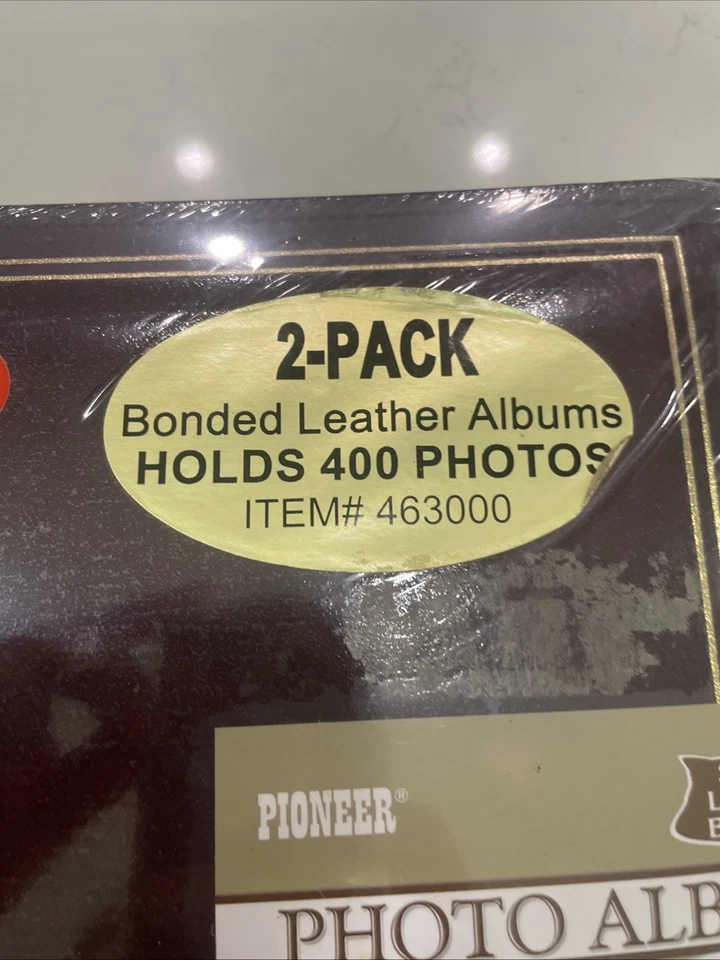 2-PACK
Bonded Leather Albums
HOLDS 400 PHOTOS
ITEM# 463000
PIONEER®
PHOTO ALB